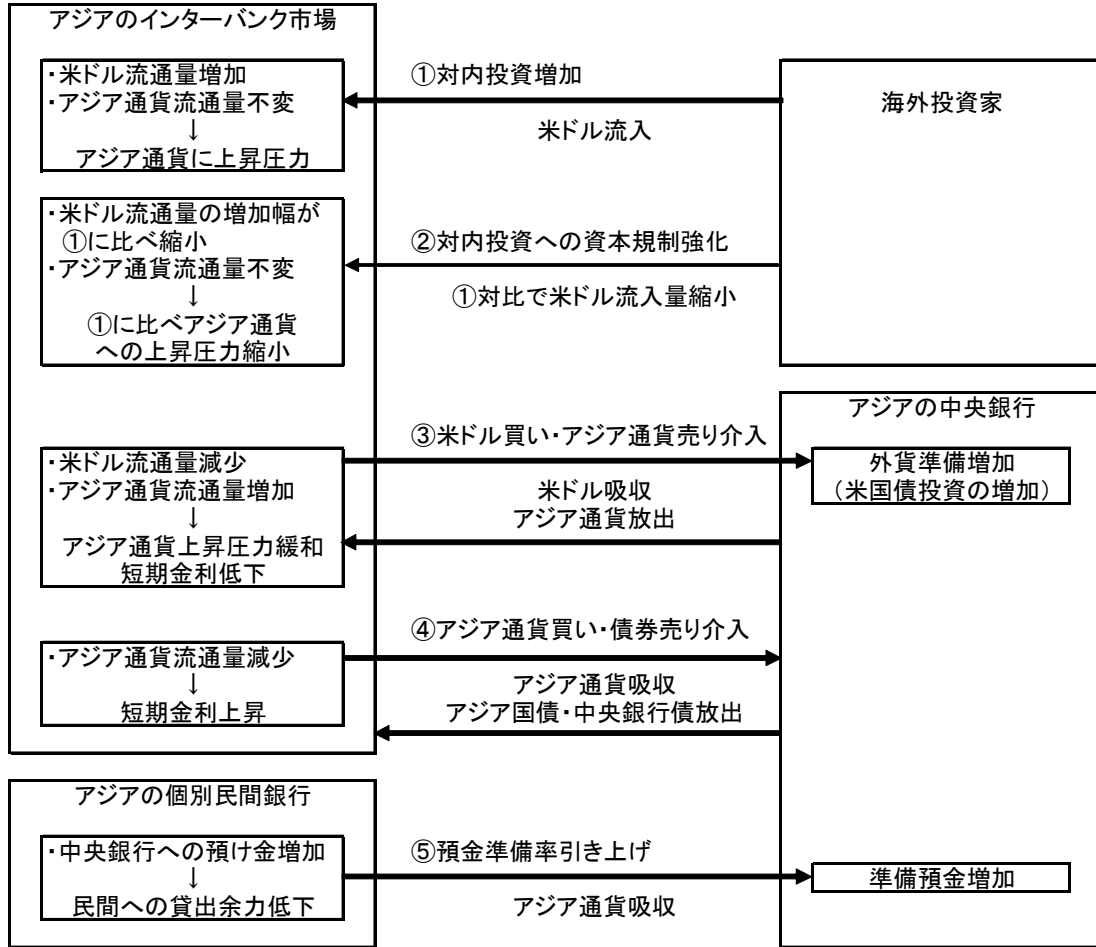 アジアのインターバンク市場
・米ドル流通量増加
・アジア通貨流通量不変
↓
アジア通貨に上昇圧力
①対内投資増加
米ドル流入
海外投資家
・米ドル流通量の増加幅が
①に比べ縮小
・アジア通貨流通量不変
↓
①に比べアジア通貨
への上昇圧力縮小
②対内投資への資本規制強化
①対比で米ドル流入量縮小
アジアの中央銀行
・米ドル流通量減少
・アジア通貨流通量増加
↓
アジア通貨上昇圧力緩和
短期金利低下
③米ドル買い・アジア通貨売り介入
米ドル吸収
アジア通貨放出
外貨準備増加
（米国債投資の増加）
・アジア通貨流通量減少
↓
短期金利上昇
④アジア通貨買い・債券売り介入
アジア通貨吸収
アジア国債・中央銀行債放出
アジアの個別民間銀行
・中央銀行への預け金増加
↓
民間への貸出余力低下
⑤預金準備率引き上げ
アジア通貨吸収
準備預金増加